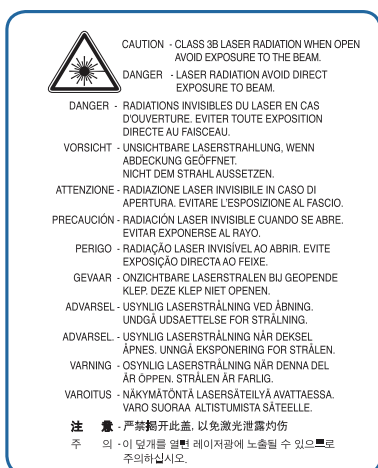 CAUTION - CLASS 3B LASER RADIATION WHEN OPEN
AVOID EXPOSURE TO THE BEAM.
DANGER - LASER RADIATION AVOID DIRECT
EXPOSURE TO BEAM.
DANGER - RADIATIONS INVISIBLES DU LASER EN CAS
D'OUVERTURE. EVITER TOUTE EXPOSITION
DIRECTE AU FAISCEAU.
VORSICHT - UNSICHTBARE LASERSTRAHLUNG, WENN
ABDECKUNG GEÖFFNET.
NICHT DEM STRAHL AUSSETZEN.
ATTENZIONE - RADIAZIONE LASER INVISIBILE IN CASO DI
APERTURA. EVITARE L'ESPOSIZIONE AL FASCIO.
PRECAUCIÓN - RADIACIÓN LASER INVISIBLE CUANDO SE ABRE.
EVITAR EXPONERSE AL RAYO.
PERIGO - RADIAÇÃO LASER INVISÍVEL AO ABRIR. EVITE
EXPOSIÇÃO DIRECTA AO FEIXE.
GEVAAR - ONZICHTBARE LASERSTRALEN BIJ GEOPENDE
KLEP. DEZE KLEP NIET OPENEN.
ADVARSEL - USYNLIG LASERSTRÅLNING VED ÅBNING.
UNDGÅ UDSAETTELSE FOR STRÅLNING.
ADVARSEL. - USYNLIG LASERSTRÅLNING NÅR DEKSEL
ÅPNES. UNNGÅ EKSPONERING FOR STRÅLEN.
VARNING - OSYNLIG LASERSTRÅLNING NÄR DENNA DEL
ÄR ÖPPEN. STRÅLEN ÄR FARLIG.
VAROITUS - NÄKYMÄTÖNTÄ LASERSÄTEILYÄ AVATTAESSA.
VARO SUORAA ALTISTUMISTA SÄTEELLE.
注 意 - 严禁揭开此盖, 以免激光泄露灼伤
주 의 - 이 덮개를 열면 레이저광에 노출될 수 있으므로
주의하십시오.